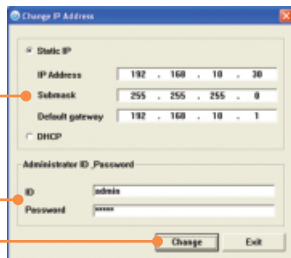 Change IP Address
Static IP
IP Address 192 . 168 . 10 . 30
Submask 255 . 255 . 255 . 0
Default gateway 192 . 168 . 10 . 1
DHCP
Administrator ID ,Password
ID admin
Password *****
Change Exit